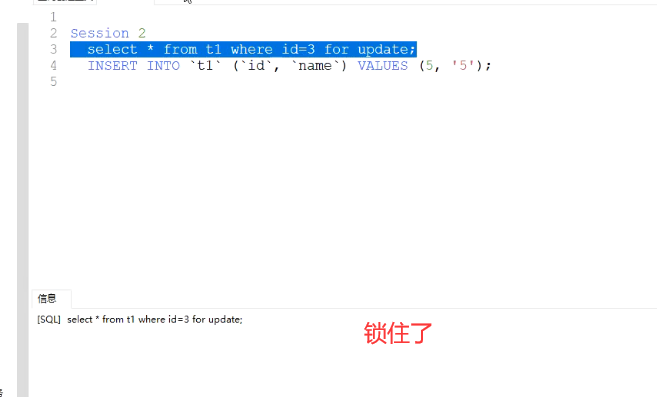 1
2 Session 2
3 select * from t1 where id=3 for update;
4 INSERT INTO `t1` (`id`, `name`) VALUES (5, '5');
5
信息
[SQL] select * from t1 where id=3 for update;
锁住了